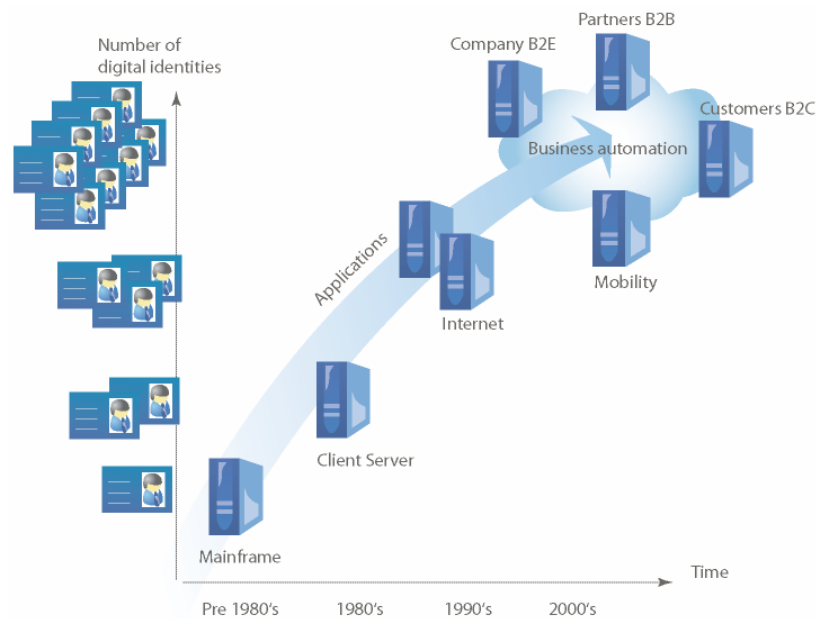 Number of
digital identities
Partners B2B
Company B2E
Customers B2C
Business automation
Applications
Mobility
Internet
Client Server
Mainframe
Time
Pre 1980's
1980's
1990's
2000's